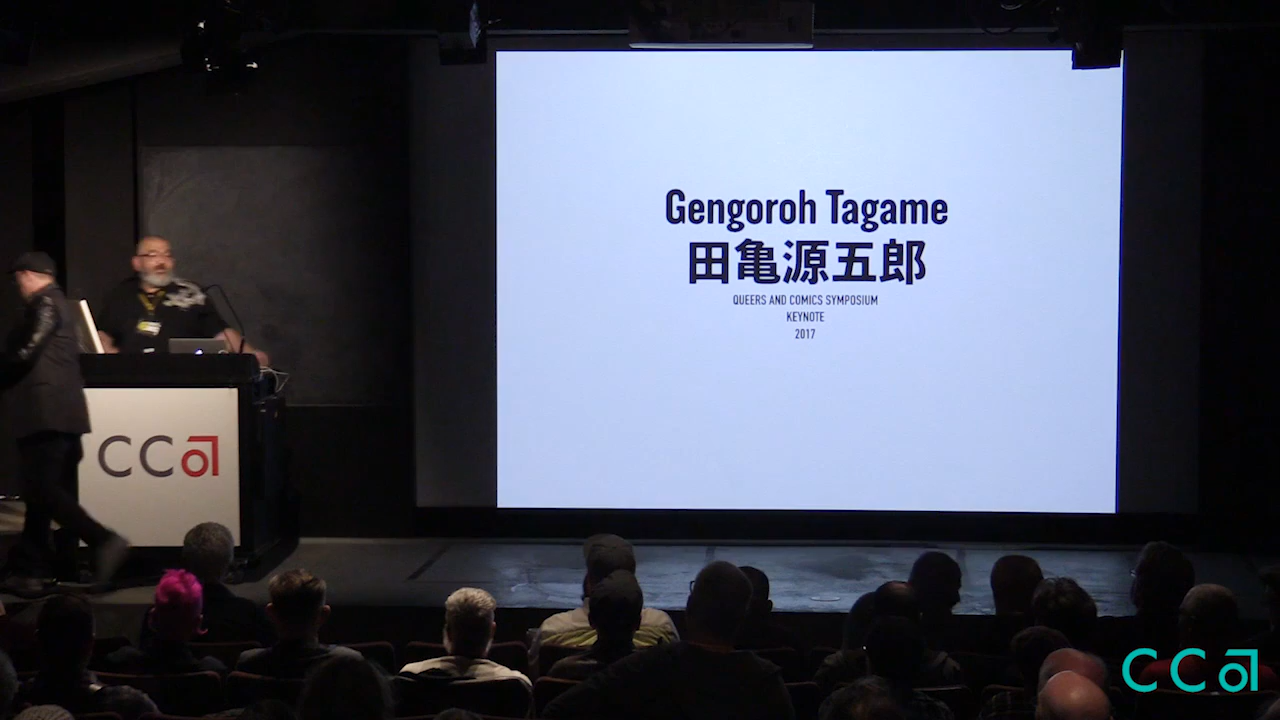 Gengoroh Tagame
田亀源五郎
QUEERS AND COMICS SYMPOSIUM
KEYNOTE
2017
CCa
CCa